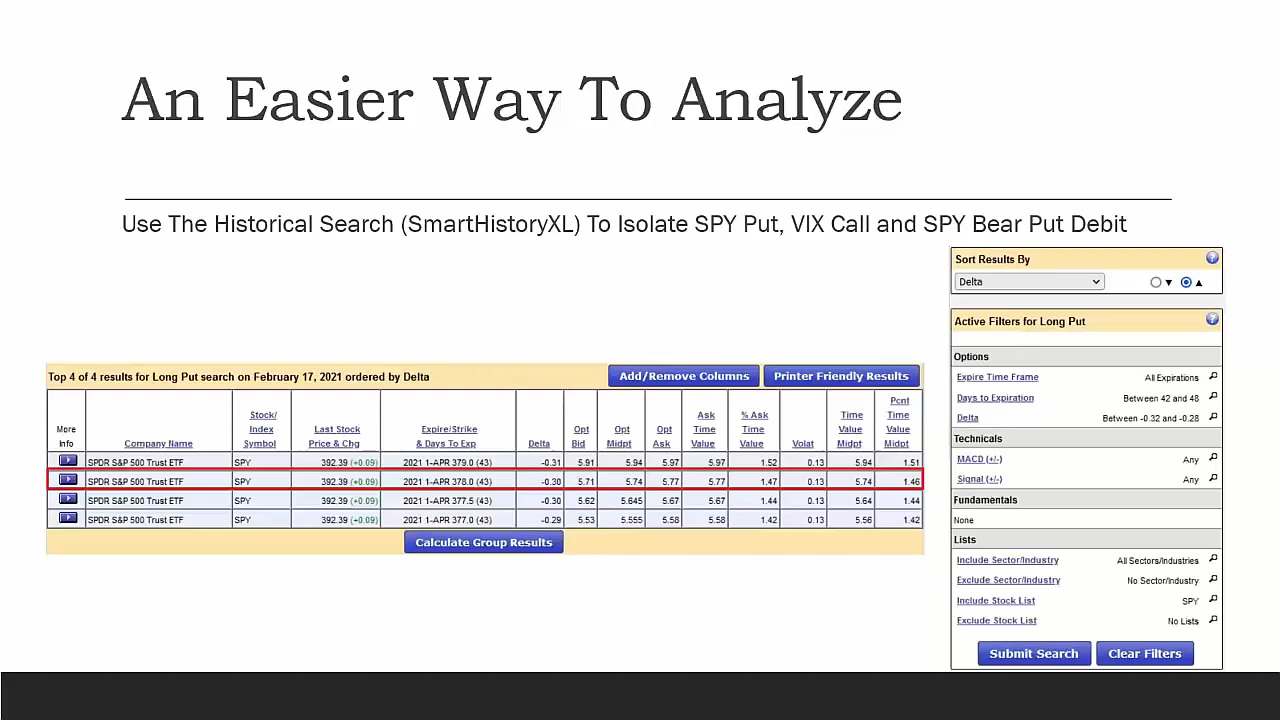 An Easier Way To Analyze
Use The Historical Search (SmartHistoryXL) To Isolate SPY Put, VIX Call and SPY Bear Put Debit
Top 4 of 4 results for Long Put search on February 17, 2021 ordered by Delta
Add/Remove Columns
Printer Friendly Results
More Info Company Name Stock/ Index Symbol Last Stock Price & Chg Expire/Strike & Days To Exp Delta Opt Bid Opt Midpt Opt Ask Ask Time Value % Ask Time Value Volat Time Value Midpt Pcnt Time Value Midpt
SPDR S&P 500 Trust ETF SPY 392.39 (+0.09) 2021 1-APR 379.0 (43) -0.31 5.91 5.94 5.97 5.97 1.52 0.13 5.94 1.51
SPDR S&P 500 Trust ETF SPY 392.39 (+0.09) 2021 1-APR 378.0 (43) -0.30 5.71 5.74 5.77 5.77 1.47 0.13 5.74 1.46
SPDR S&P 500 Trust ETF SPY 392.39 (+0.09) 2021 1-APR 377.5 (43) -0.30 5.62 5.645 5.67 5.67 1.44 0.13 5.64 1.44
SPDR S&P 500 Trust ETF SPY 392.39 (+0.09) 2021 1-APR 377.0 (43) -0.29 5.53 5.555 5.58 5.58 1.42 0.13 5.56 1.42
Calculate Group Results
Sort Results By ?
Delta
Active Filters for Long Put ?
Options
Expire Time Frame All Expirations
Days to Expiration Between 42 and 48
Delta Between -0.32 and -0.28
Technicals
MACD (+/-) Any
Signal (+/-) Any
Fundamentals
None
Lists
Include Sector/Industry All Sectors/Industries
Exclude Sector/Industry No Sector/Industry
Include Stock List SPY
Exclude Stock List No Lists
Submit Search
Clear Filters